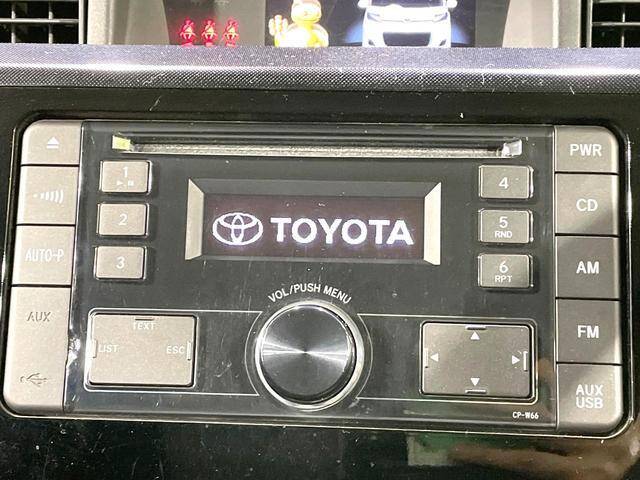 1
4
PWR
2
5
RND
CD
AUTO-P
3
TOYOTA
6
RPT
AM
VOL/PUSH MENU
AUX
TEXT
LIST
ESC
FM
CP-W66
AUX
USB